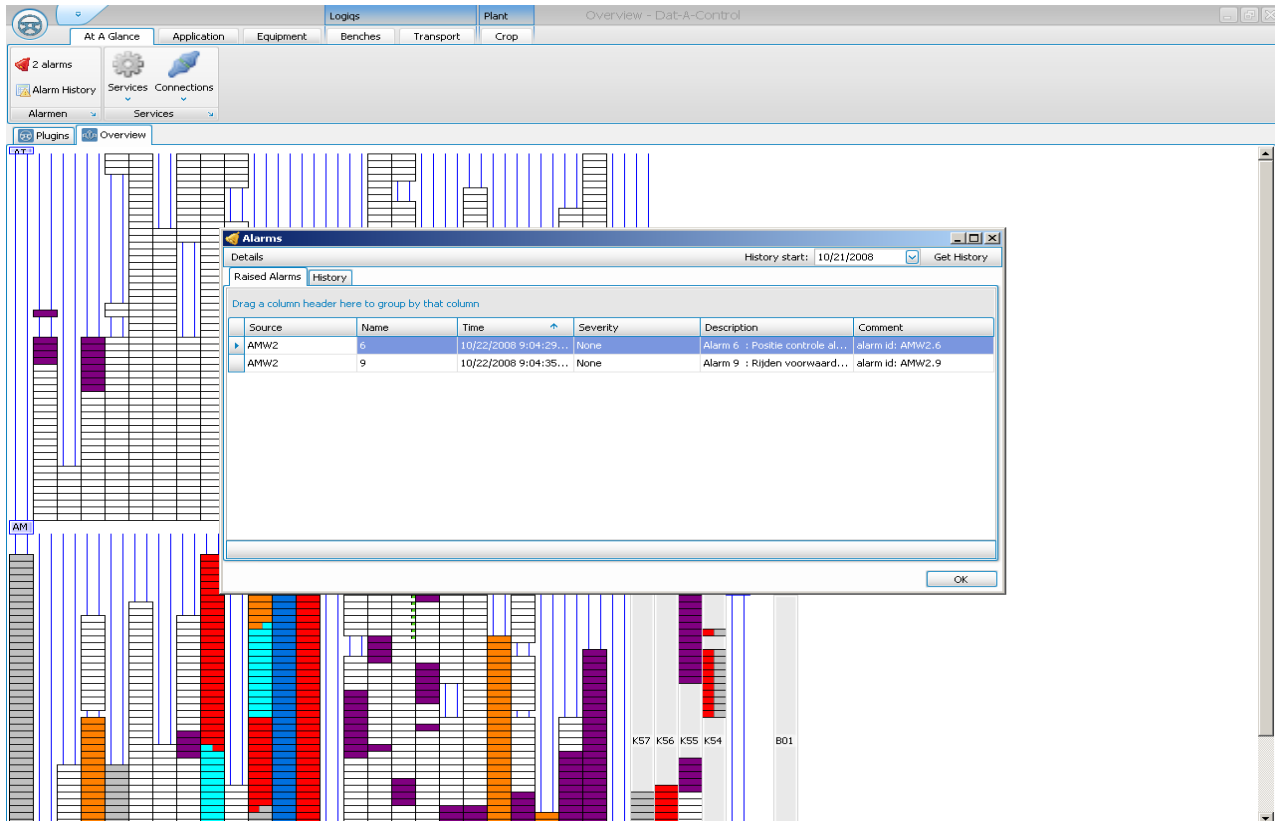 Logiqs Plant Overview - Dat-A-Control
At A Glance Application Equipment Benches Transport Crop
2 alarms
Alarm History
Services Connections
Alarmen Services
Plugins Overview
AT
Alarms
Details History start: 10/21/2008 Get History
Raised Alarms History
Drag a column header here to group by that column
Source Name Time Severity Description Comment
AMW2 6 10/22/2008 9:04:29... None Alarm 6 : Positie controle al... alarm id: AMW2.6
AMW2 9 10/22/2008 9:04:35... None Alarm 9 : Rijden voorwaard... alarm id: AMW2.9
AM
OK
K57 K56 K55 K54 B01